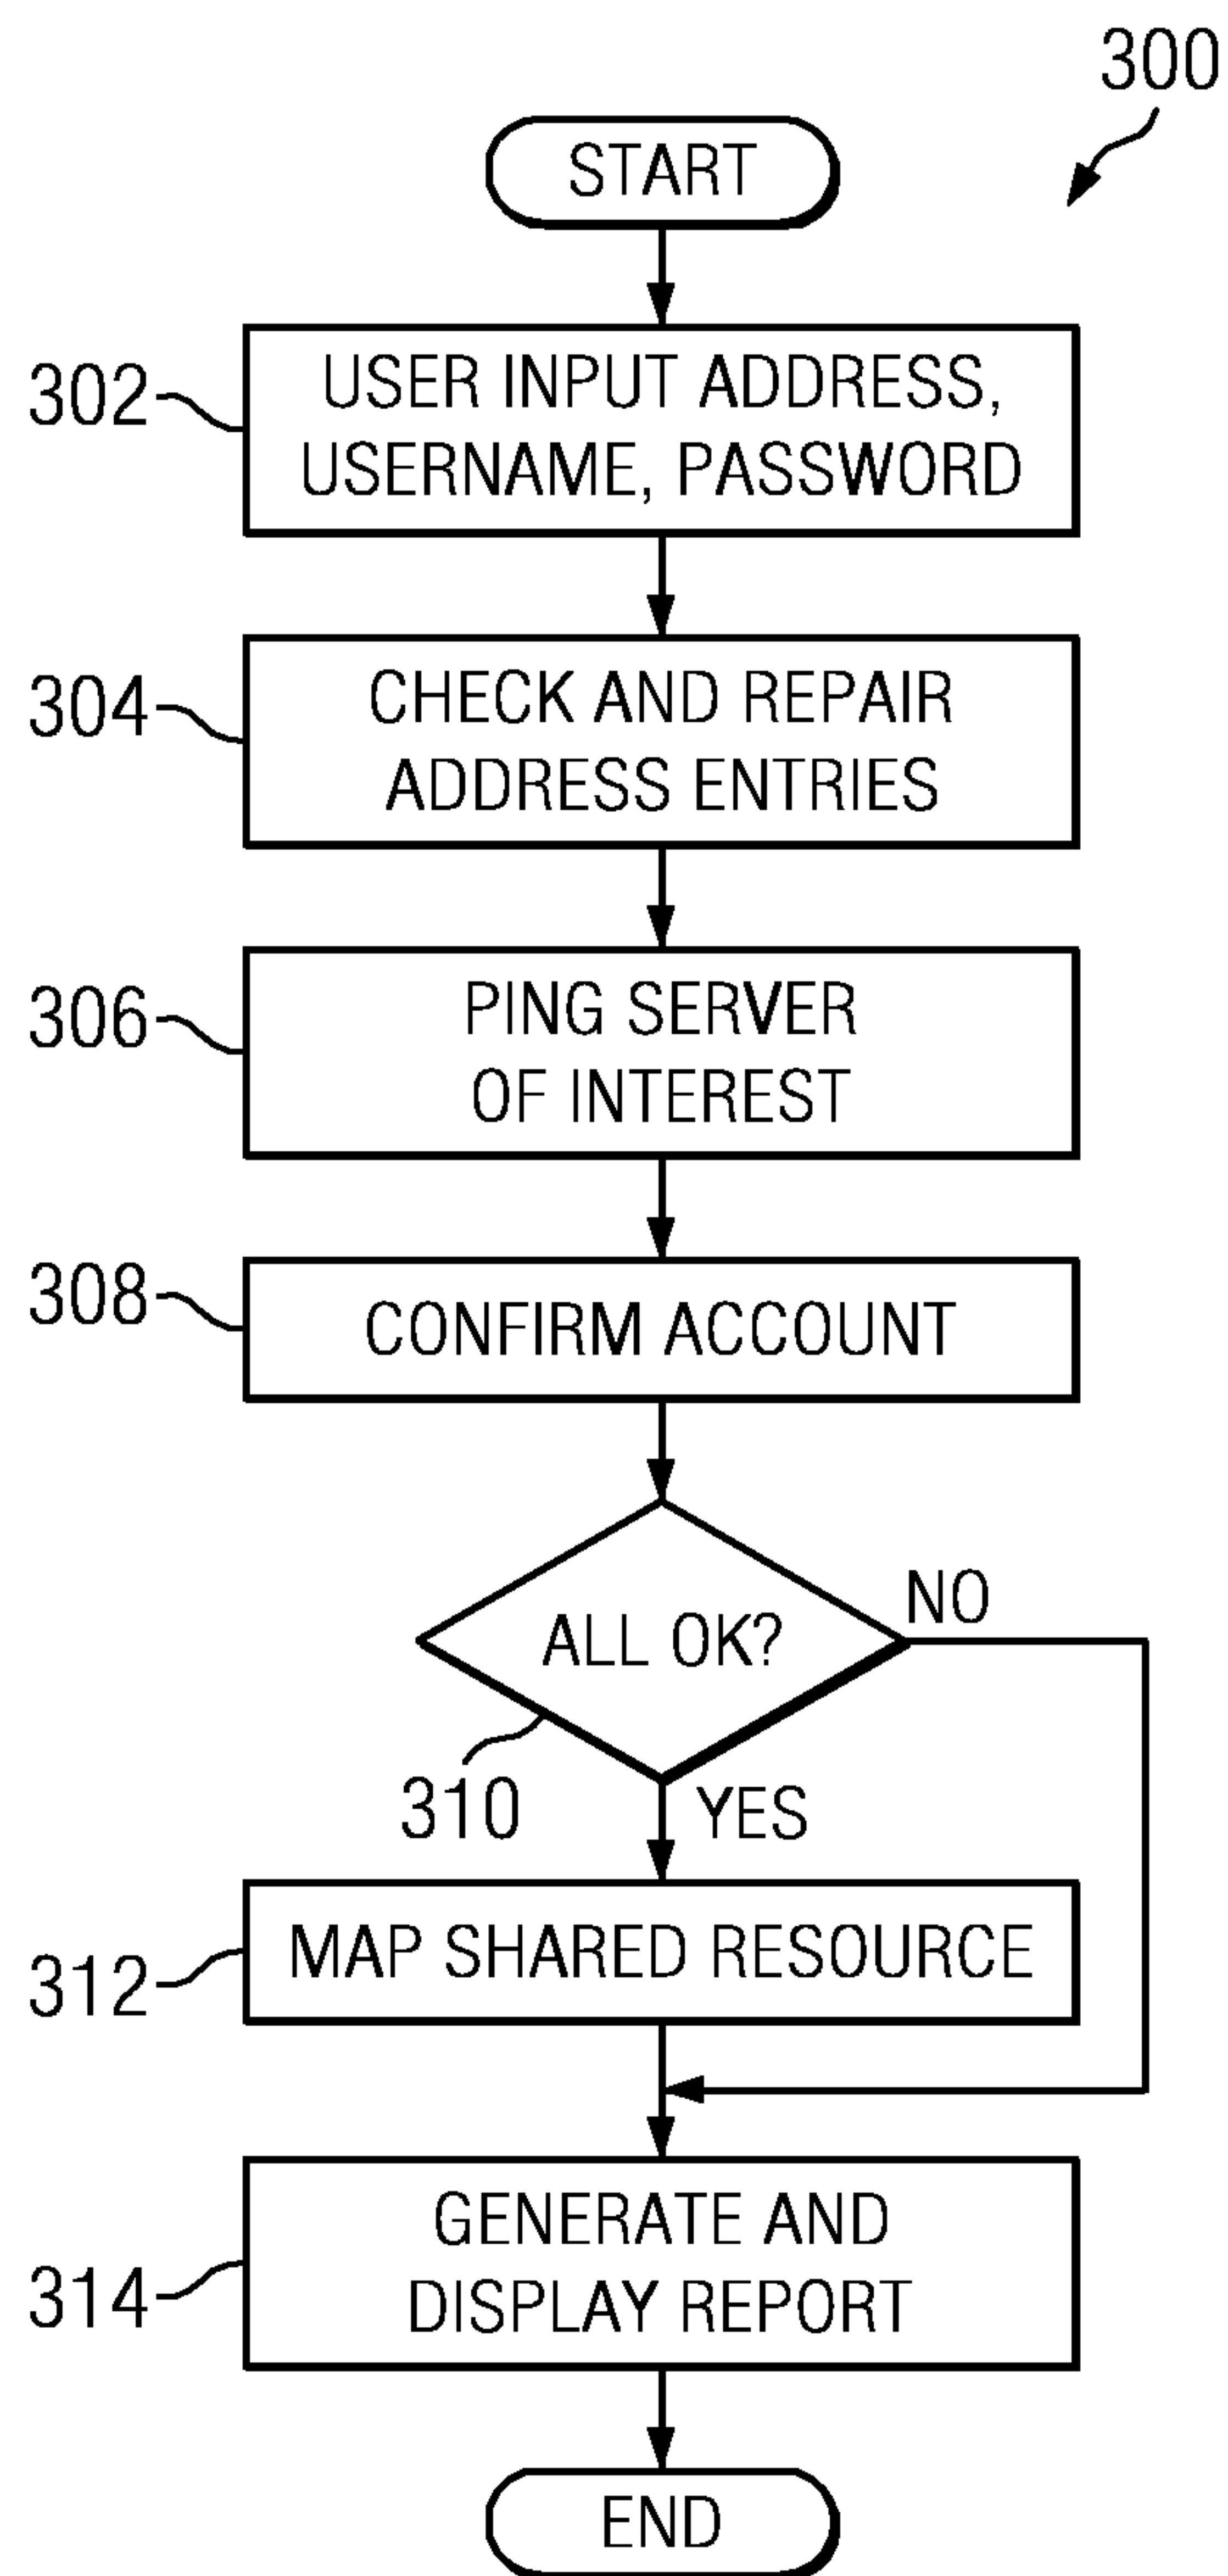 300
START
302
USER INPUT ADDRESS,
USERNAME, PASSWORD
304
CHECK AND REPAIR
ADDRESS ENTRIES
306
PING SERVER
OF INTEREST
308
CONFIRM ACCOUNT
NO
ALL OK?
310
YES
312
MAP SHARED RESOURCE
314
GENERATE AND
DISPLAY REPORT
END